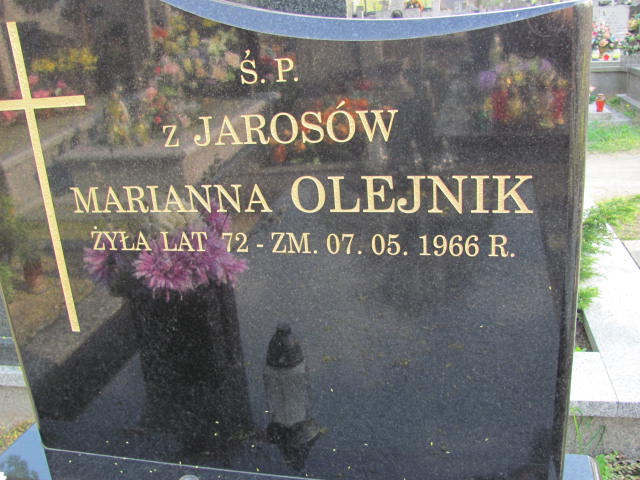 Ś. P.
z JAROSÓW
MARIANNA OLEJNIK
ŻYŁA LAT 72 - ZM. 07. 05. 1966 R.